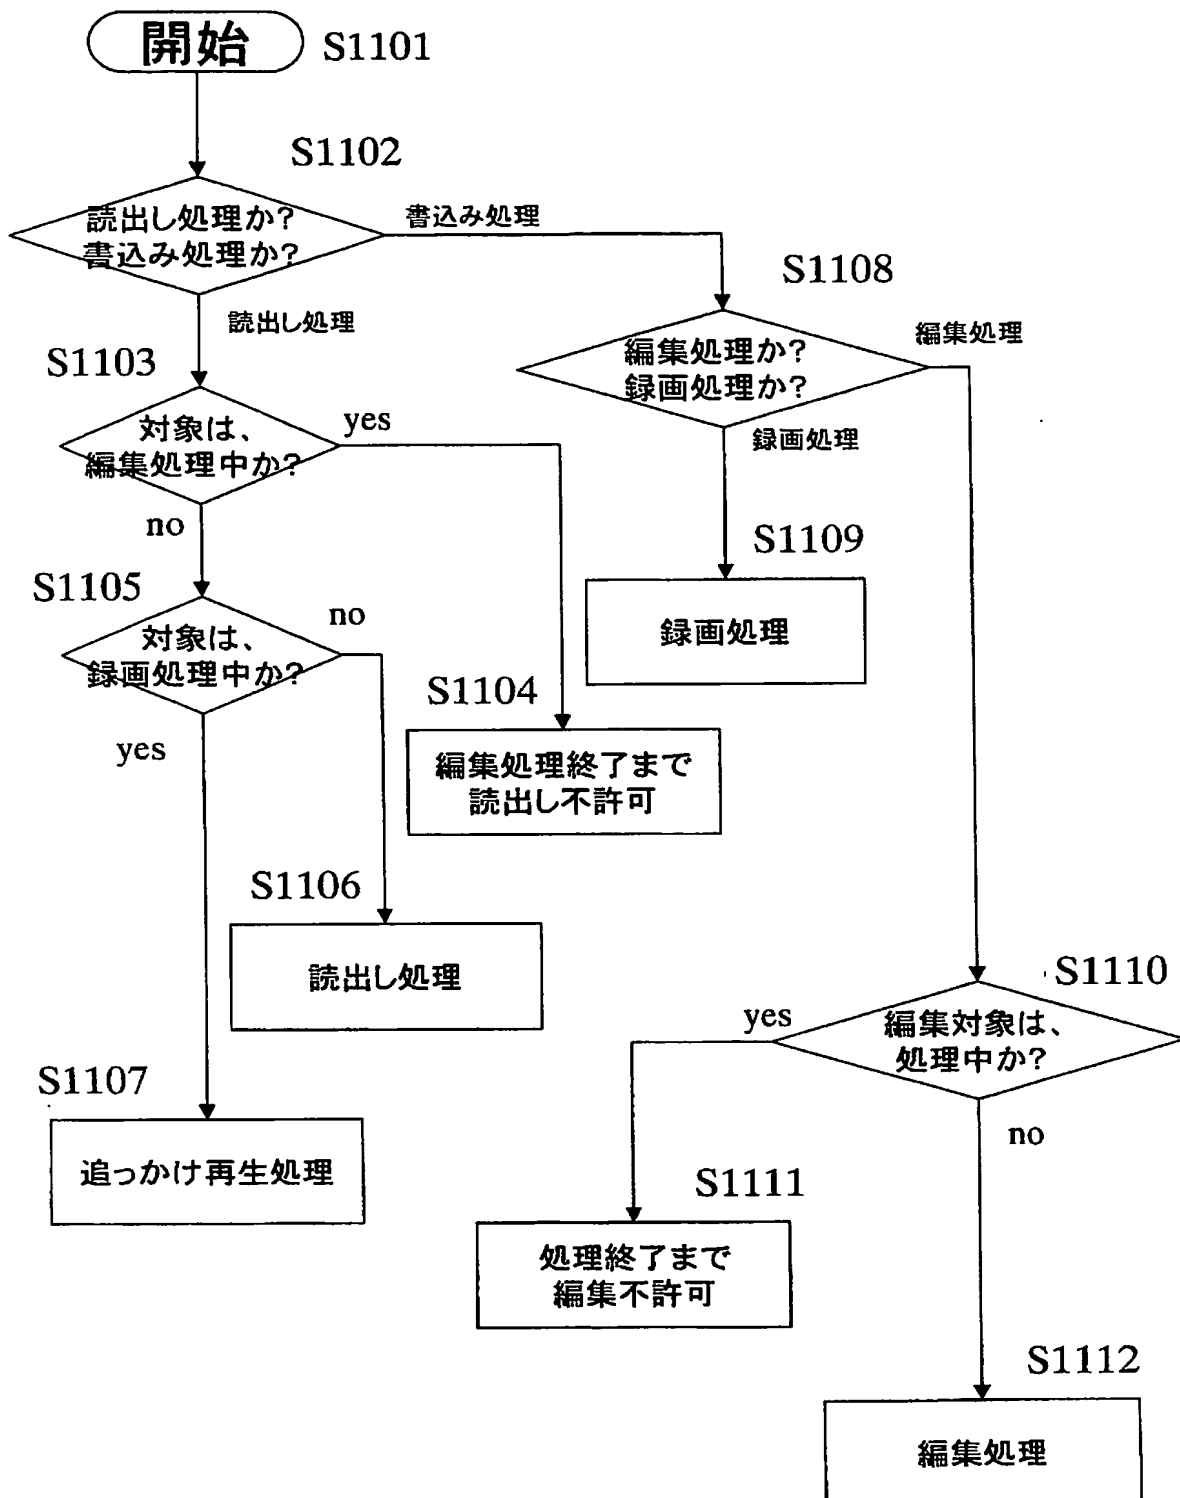 開始
S1101
S1102
読出し処理か?
書込み処理か?
書込み処理
読出し処理
S1108
編集処理か?
録画処理か?
編集処理
録画処理
S1103
対象は、
編集処理中か?
yes
no
S1109
録画処理
S1105
対象は、
録画処理中か?
no
yes
S1104
編集処理終了まで
読出し不許可
S1106
読出し処理
S1110
編集対象は、
処理中か?
yes
no
S1107
追っかけ再生処理
S1111
処理終了まで
編集不許可
S1112
編集処理